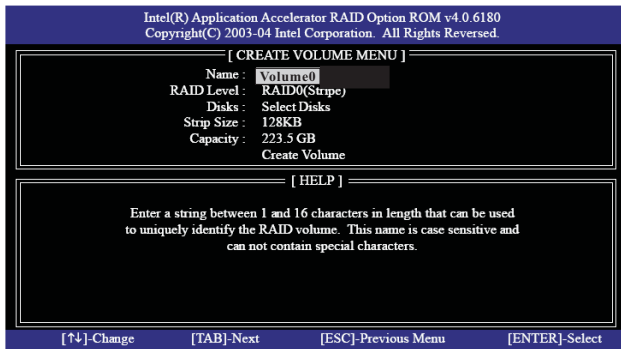 Intel(R) Application Accelerator RAID Option ROM v4.0.6180
Copyright(C) 2003-04 Intel Corporation. All Rights Reserved.
[ CREATE VOLUME MENU ]
Name : Volume0
RAID Level : RAID0(Stripe)
Disks : Select Disks
Strip Size : 128KB
Capacity : 223.5 GB
Create Volume
[ HELP ]
Enter a string between 1 and 16 characters in length that can be used
to uniquely identify the RAID volume. This name is case sensitive and
can not contain special characters.
[↑↓]-Change [TAB]-Next [ESC]-Previous Menu [ENTER]-Select